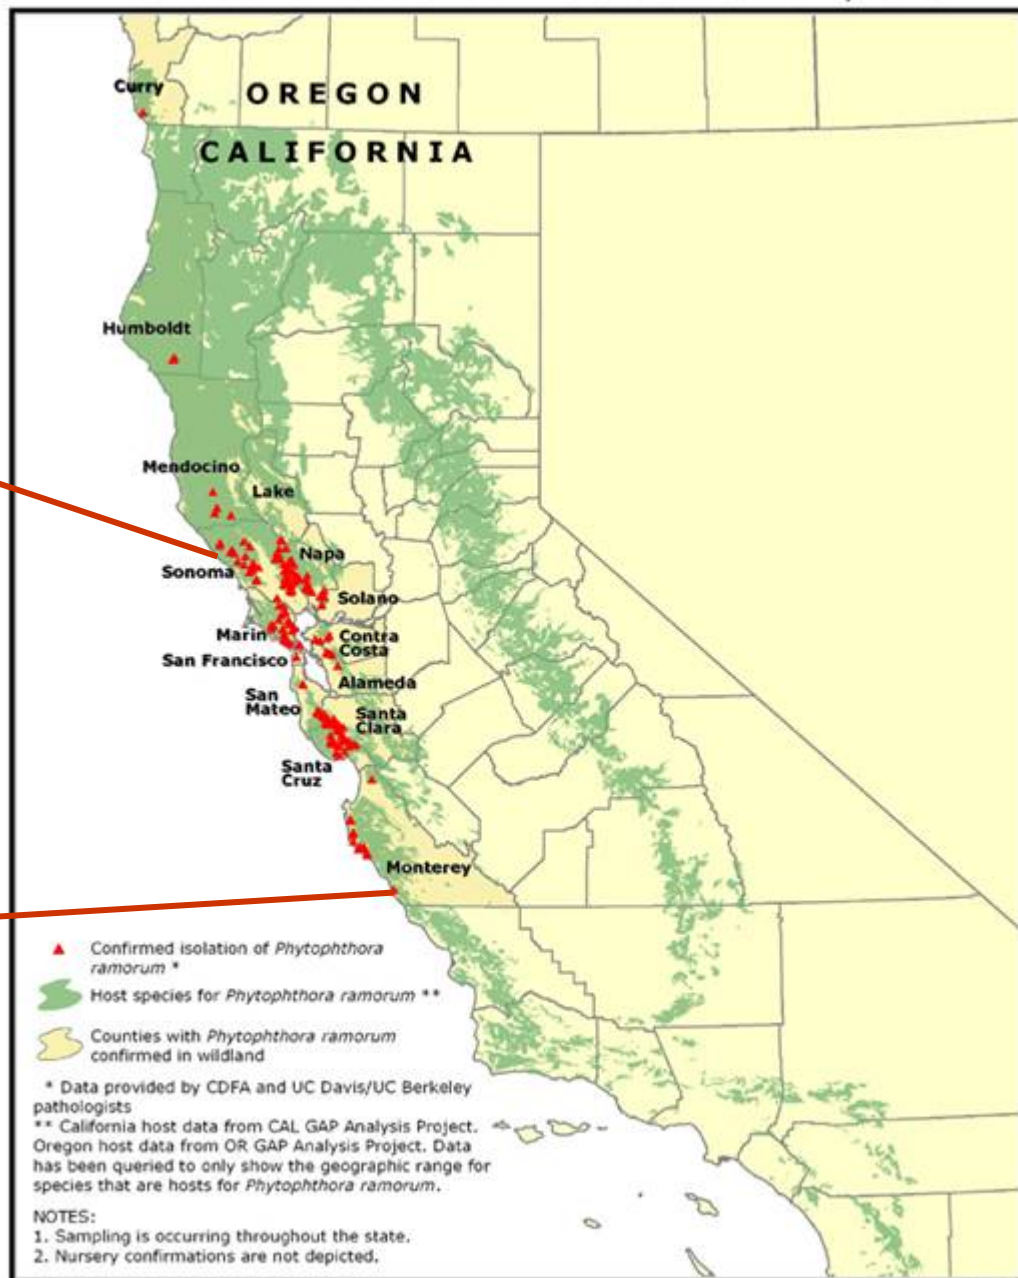 Curry
OREGON
CALIFORNIA
Humboldt
Mendocino
Lake
Napa
Sonoma
Solano
Marin
Contra
Costa
San Francisco
Alameda
San
Mateo
Santa
Clara
Santa
Cruz
Monterey
Confirmed isolation of Phytophthora
ramorum *
Host species for Phytophthora ramorum **
Counties with Phytophthora ramorum
confirmed in wildland
* Data provided by CDFA and UC Davis/UC Berkeley
pathologists
** California host data from CAL GAP Analysis Project.
Oregon host data from OR GAP Analysis Project. Data
has been queried to only show the geographic range for
species that are hosts for Phytophthora ramorum.
NOTES:
1. Sampling is occurring throughout the state.
2. Nursery confirmations are not depicted.